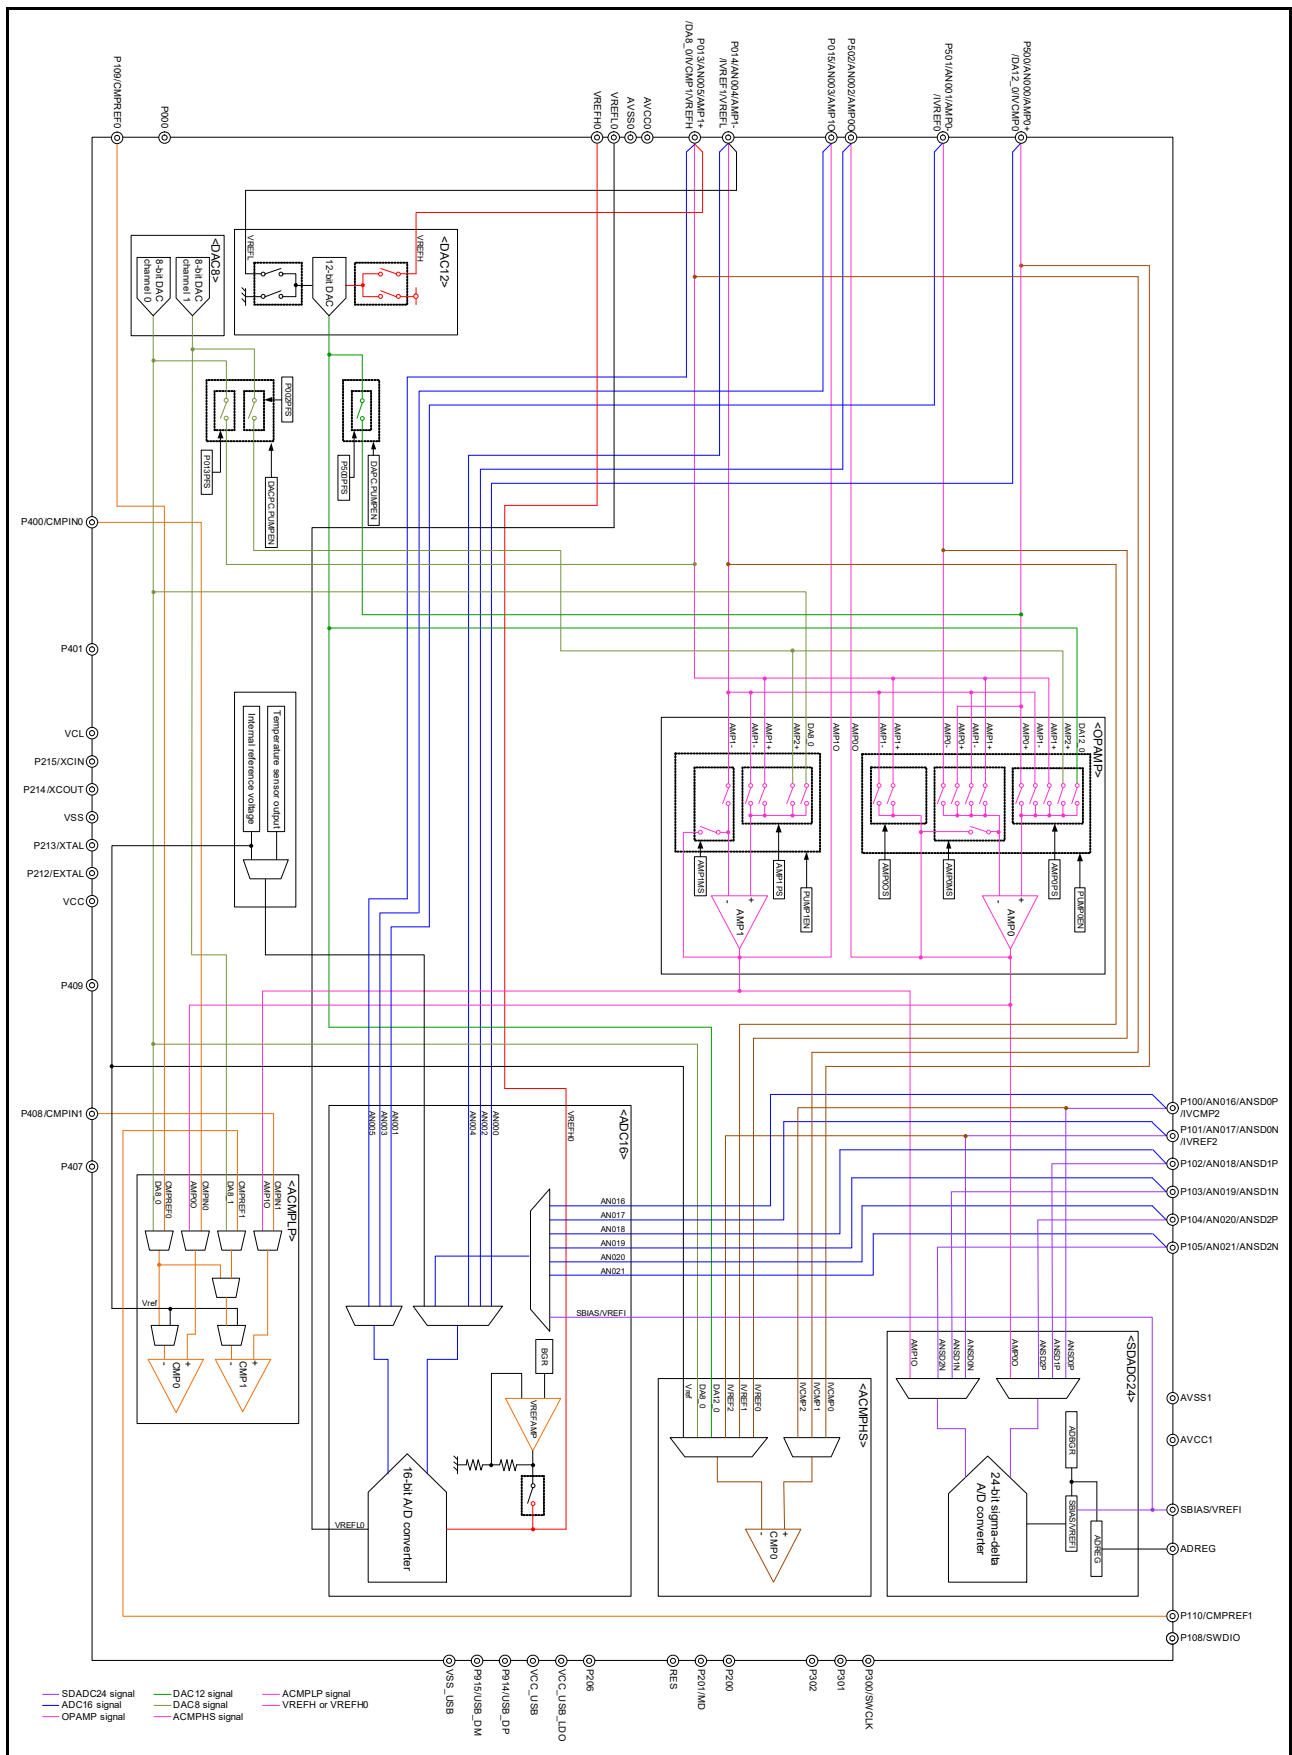 P109/CMPREF0
P000
VREFH0
VREFL0
AVSS0
AVCC0
P013/AN005/AMP1+
/DA8_0/IVCMP1/VREFH
P014/AN004/AMP1-
/IVREF1/VREFL
P015/AN003/AMP1O
P502/AN002/AMP0O
P501/AN001/AMP0-
/IVREF0
P500/AN000/AMP0+
/DA12_0/IVCMP0
<DAC8>
8-bit DAC
channel 1
8-bit DAC
channel 0
<DAC12>
VREFL
VREFH
12-bit DAC
P002PFS
P013PFS
DACPC.PUMPEN
P500PFS
DAPC.PUMPEN
P400/CMPIN0
P401
VCL
P215/XCIN
P214/XCOUT
VSS
P213/XTAL
P212/EXTAL
VCC
P409
P408/CMPIN1
P407
Temperature sensor output
Internal reference voltage
<OPAMP>
AMP1-
AMP1-
AMP1+
AMP2+
DA8_0
AMP1O
AMP0O
AMP1-
AMP1+
AMP0-
AMP0+
AMP1-
AMP1+
AMP0+
AMP1-
AMP1+
AMP2+
DA12_0
AMP1MS
AMP1PS
PUMP1EN
AMP0OS
AMP0MS
AMP0PS
PUMP0EN
AMP1
+
-
AMP0
+
-
<ACMPLP>
DA8_0
CMPREF0
AMP0O
CMPIN0
DA8_1
CMPREF1
AMP1O
CMPIN1
Vref
CMP0
+
-
CMP1
+
-
<ADC16>
AN005
AN003
AN001
AN004
AN002
AN000
VREFH0
AN016
AN017
AN018
AN019
AN020
AN021
SBIAS/VREFI
BGR
VREFAMP
VREFL0
16-bit A/D
converter
<ACMPHS>
Vref
DA8_0
DA12_0
IVREF2
IVREF1
IVREF0
IVCMP2
IVCMP1
IVCMP0
CMP0
+
-
<SDADC24>
AMP1O
ANSD2N
ANSD1N
ANSD0N
AMP0O
ANSD2P
ANSD1P
ANSD0P
ADBGR
SBIAS/VREFI
ADREG
24-bit sigma-delta
A/D converter
P100/AN016/ANSD0P
/IVCMP2
P101/AN017/ANSD0N
/IVREF2
P102/AN018/ANSD1P
P103/AN019/ANSD1N
P104/AN020/ANSD2P
P105/AN021/ANSD2N
AVSS1
AVCC1
SBIAS/VREFI
ADREG
P110/CMPREF1
P108/SWDIO
VSS_USB
P915/USB_DM
P914/USB_DP
VCC_USB
VCC_USB_LDO
P206
RES
P201/MD
P200
P302
P301
P300/SWCLK
SDADC24 signal
ADC16 signal
OPAMP signal
DAC12 signal
DAC8 signal
ACMPHS signal
ACMPLP signal
VREFH or VREFH0